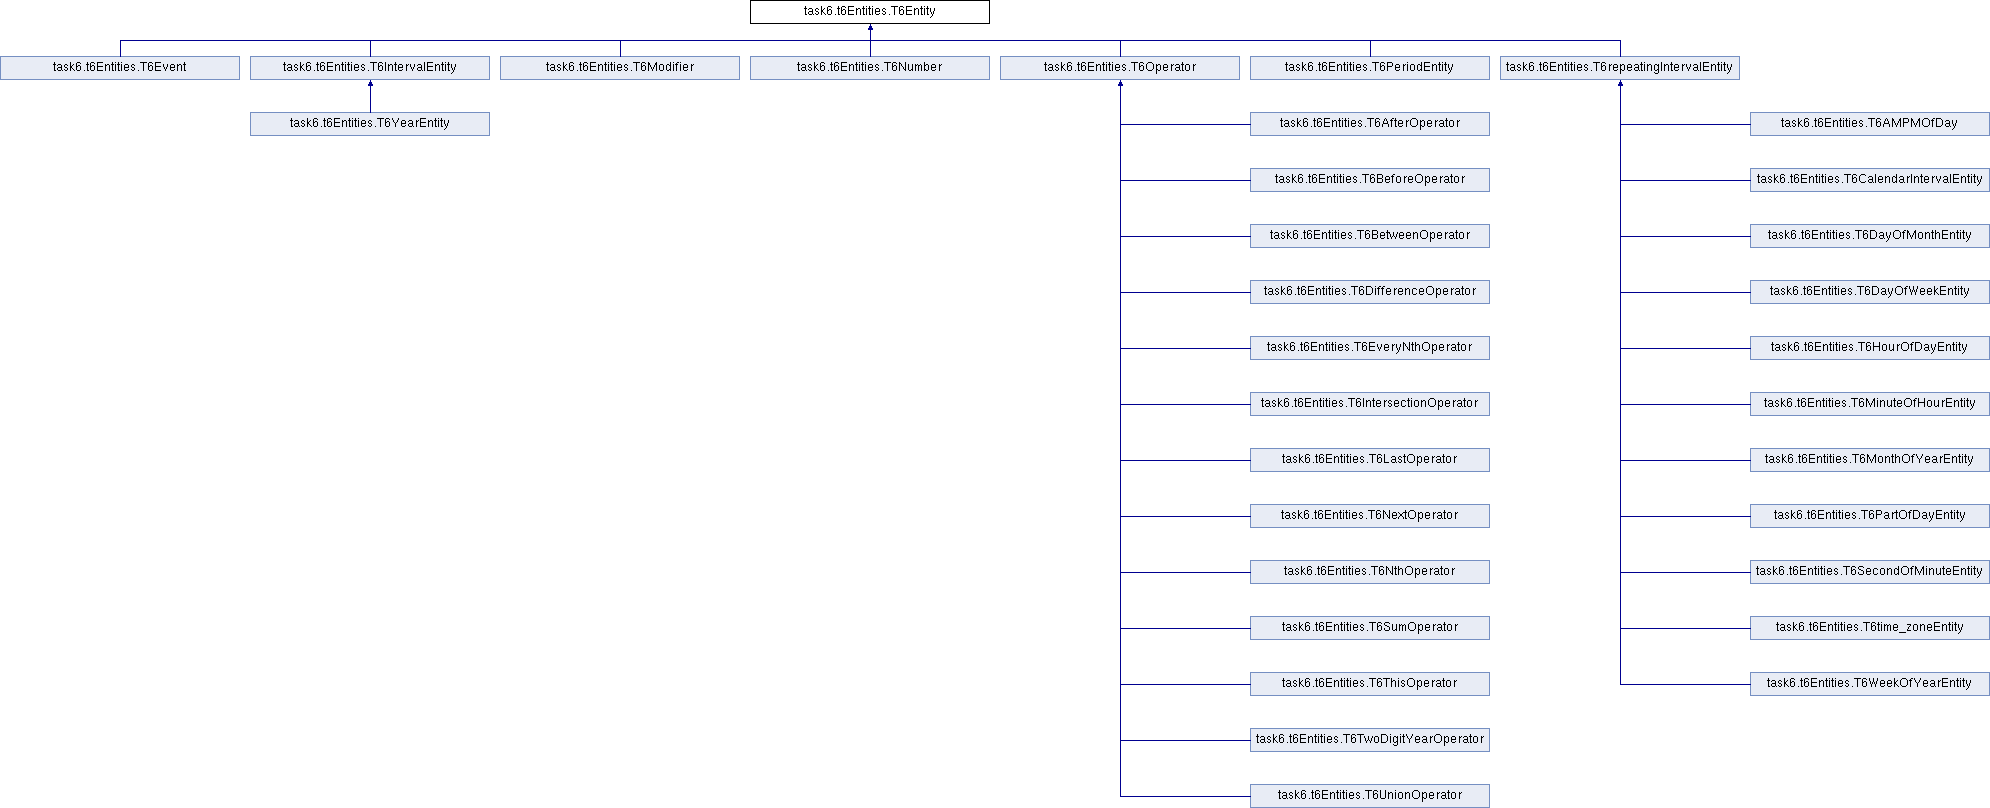 task6.t6Entities.T6Entity
task6.t6Entities.T6Event
task6.t6Entities.T6IntervalEntity
task6.t6Entities.T6Modifier
task6.t6Entities.T6Number
task6.t6Entities.T6Operator
task6.t6Entities.T6PeriodEntity
task6.t6Entities.T6repeatingIntervalEntity
task6.t6Entities.T6YearEntity
task6.t6Entities.T6AfterOperator
task6.t6Entities.T6AMPMOfDay
task6.t6Entities.T6BeforeOperator
task6.t6Entities.T6CalendarIntervalEntity
task6.t6Entities.T6BetweenOperator
task6.t6Entities.T6DayOfMonthEntity
task6.t6Entities.T6DifferenceOperator
task6.t6Entities.T6DayOfWeekEntity
task6.t6Entities.T6EveryNthOperator
task6.t6Entities.T6HourOfDayEntity
task6.t6Entities.T6IntersectionOperator
task6.t6Entities.T6MinuteOfHourEntity
task6.t6Entities.T6LastOperator
task6.t6Entities.T6MonthOfYearEntity
task6.t6Entities.T6NextOperator
task6.t6Entities.T6PartOfDayEntity
task6.t6Entities.T6NthOperator
task6.t6Entities.T6SecondOfMinuteEntity
task6.t6Entities.T6SumOperator
task6.t6Entities.T6time_zoneEntity
task6.t6Entities.T6ThisOperator
task6.t6Entities.T6WeekOfYearEntity
task6.t6Entities.T6TwoDigitYearOperator
task6.t6Entities.T6UnionOperator